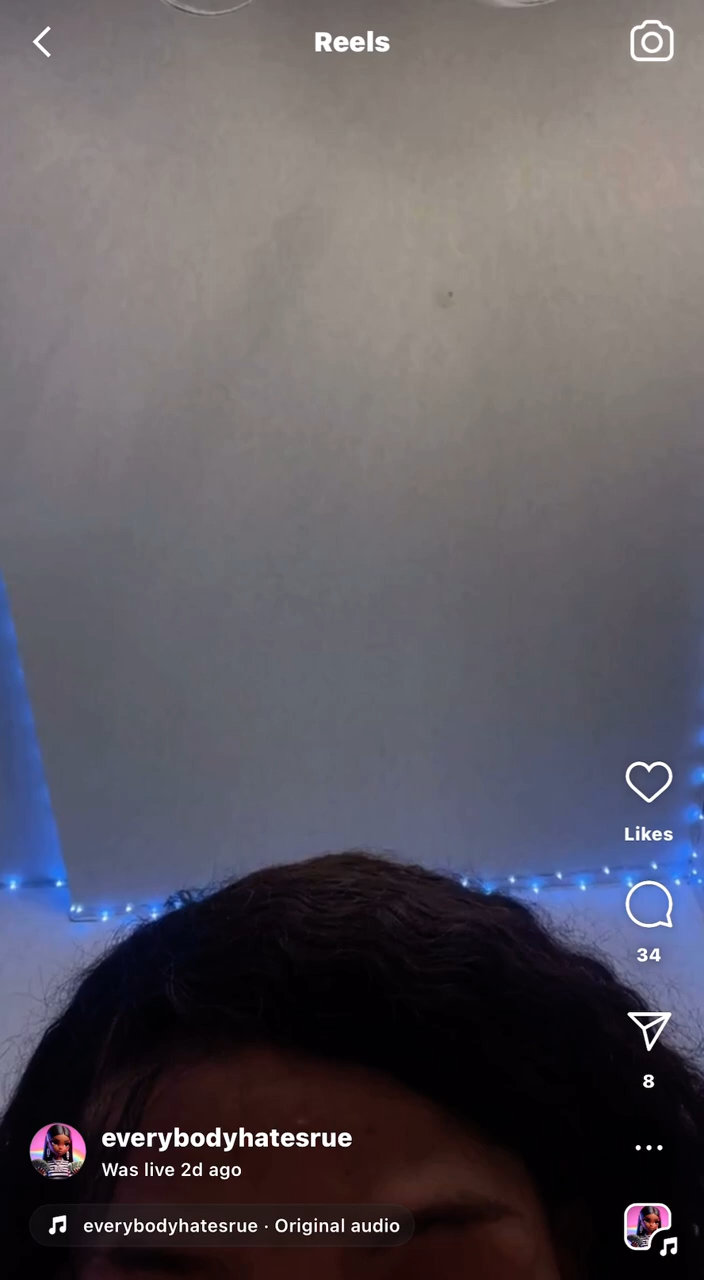 Reels
Likes
34
8
everybodyhatesrue
Was live 2d ago
everybodyhatesrue · Original audio